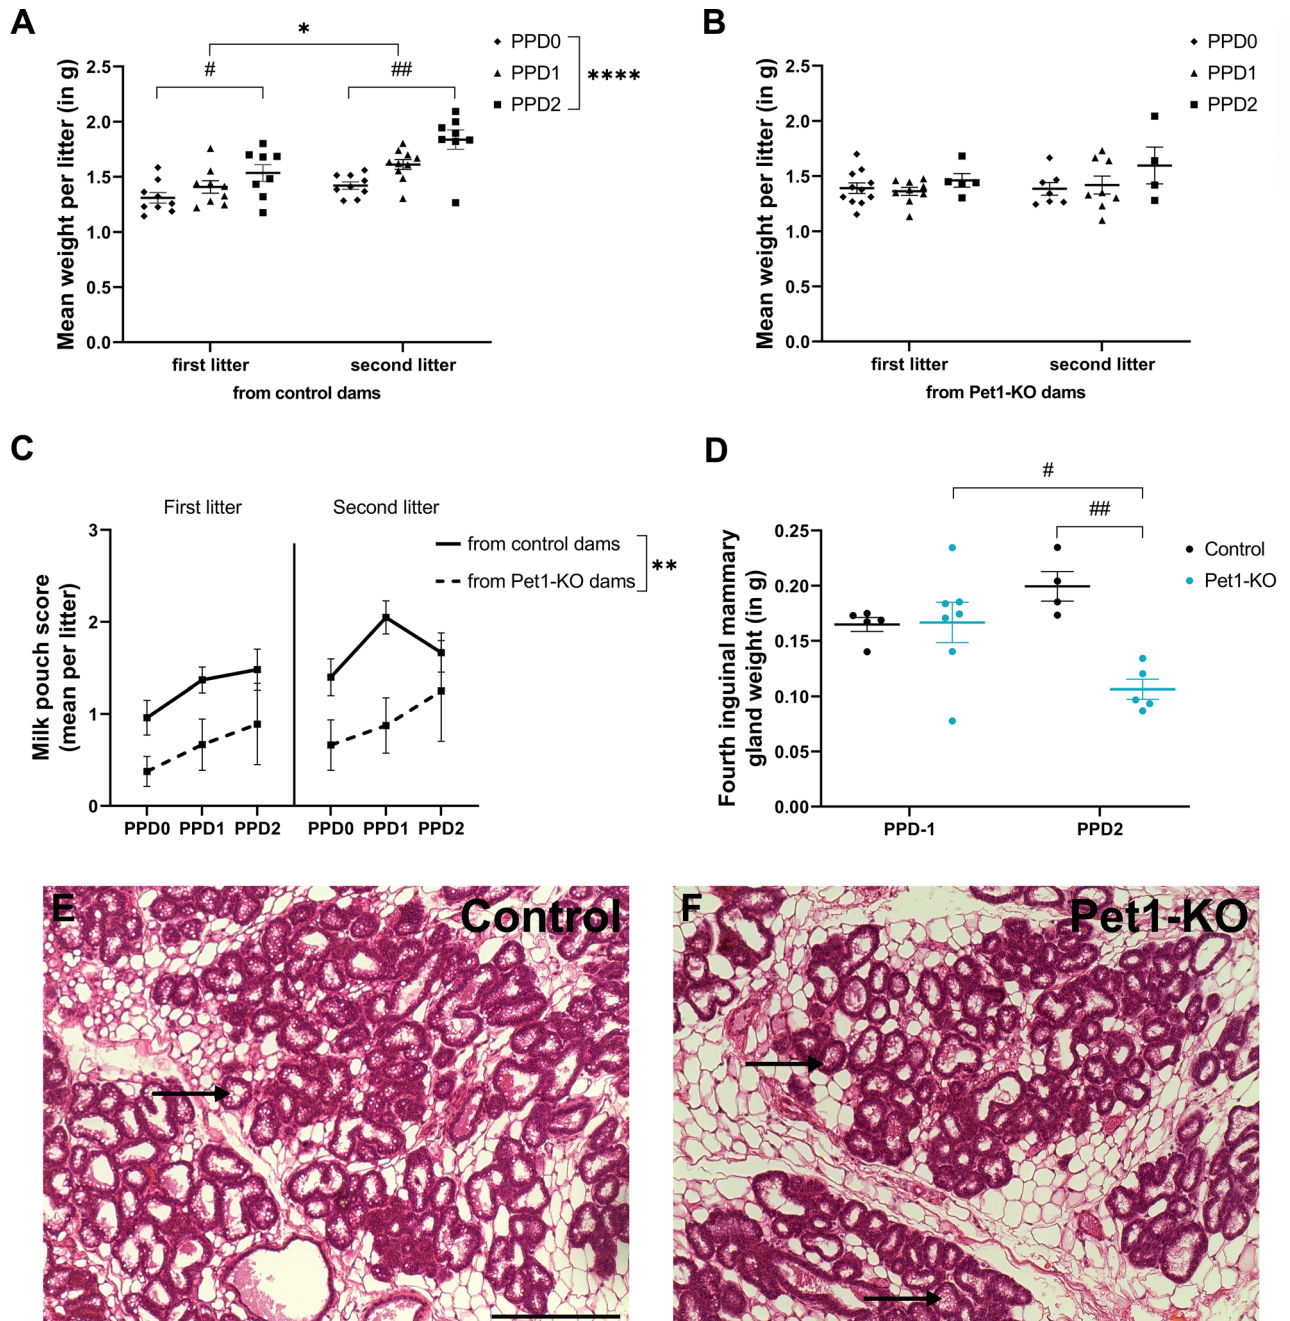 A
*
#
##
PPD0
PPD1
PPD2
****
2.5
2.0
1.5
1.0
0.5
0.0
Mean weight per litter (in g)
first litter
second litter
from control dams
B
PPD0
PPD1
PPD2
2.5
2.0
1.5
1.0
0.5
0.0
Mean weight per litter (in g)
first litter
second litter
from Pet1-KO dams
C
First litter
Second litter
from control dams
from Pet1-KO dams
**
3
2
1
0
Milk pouch score
(mean per litter)
PPD0 PPD1 PPD2
PPD0 PPD1 PPD2
D
#
##
Control
Pet1-KO
0.25
0.20
0.15
0.10
0.05
0.00
Fourth inguinal mammary
gland weight (in g)
PPD-1
PPD2
E
Control
F
Pet1-KO